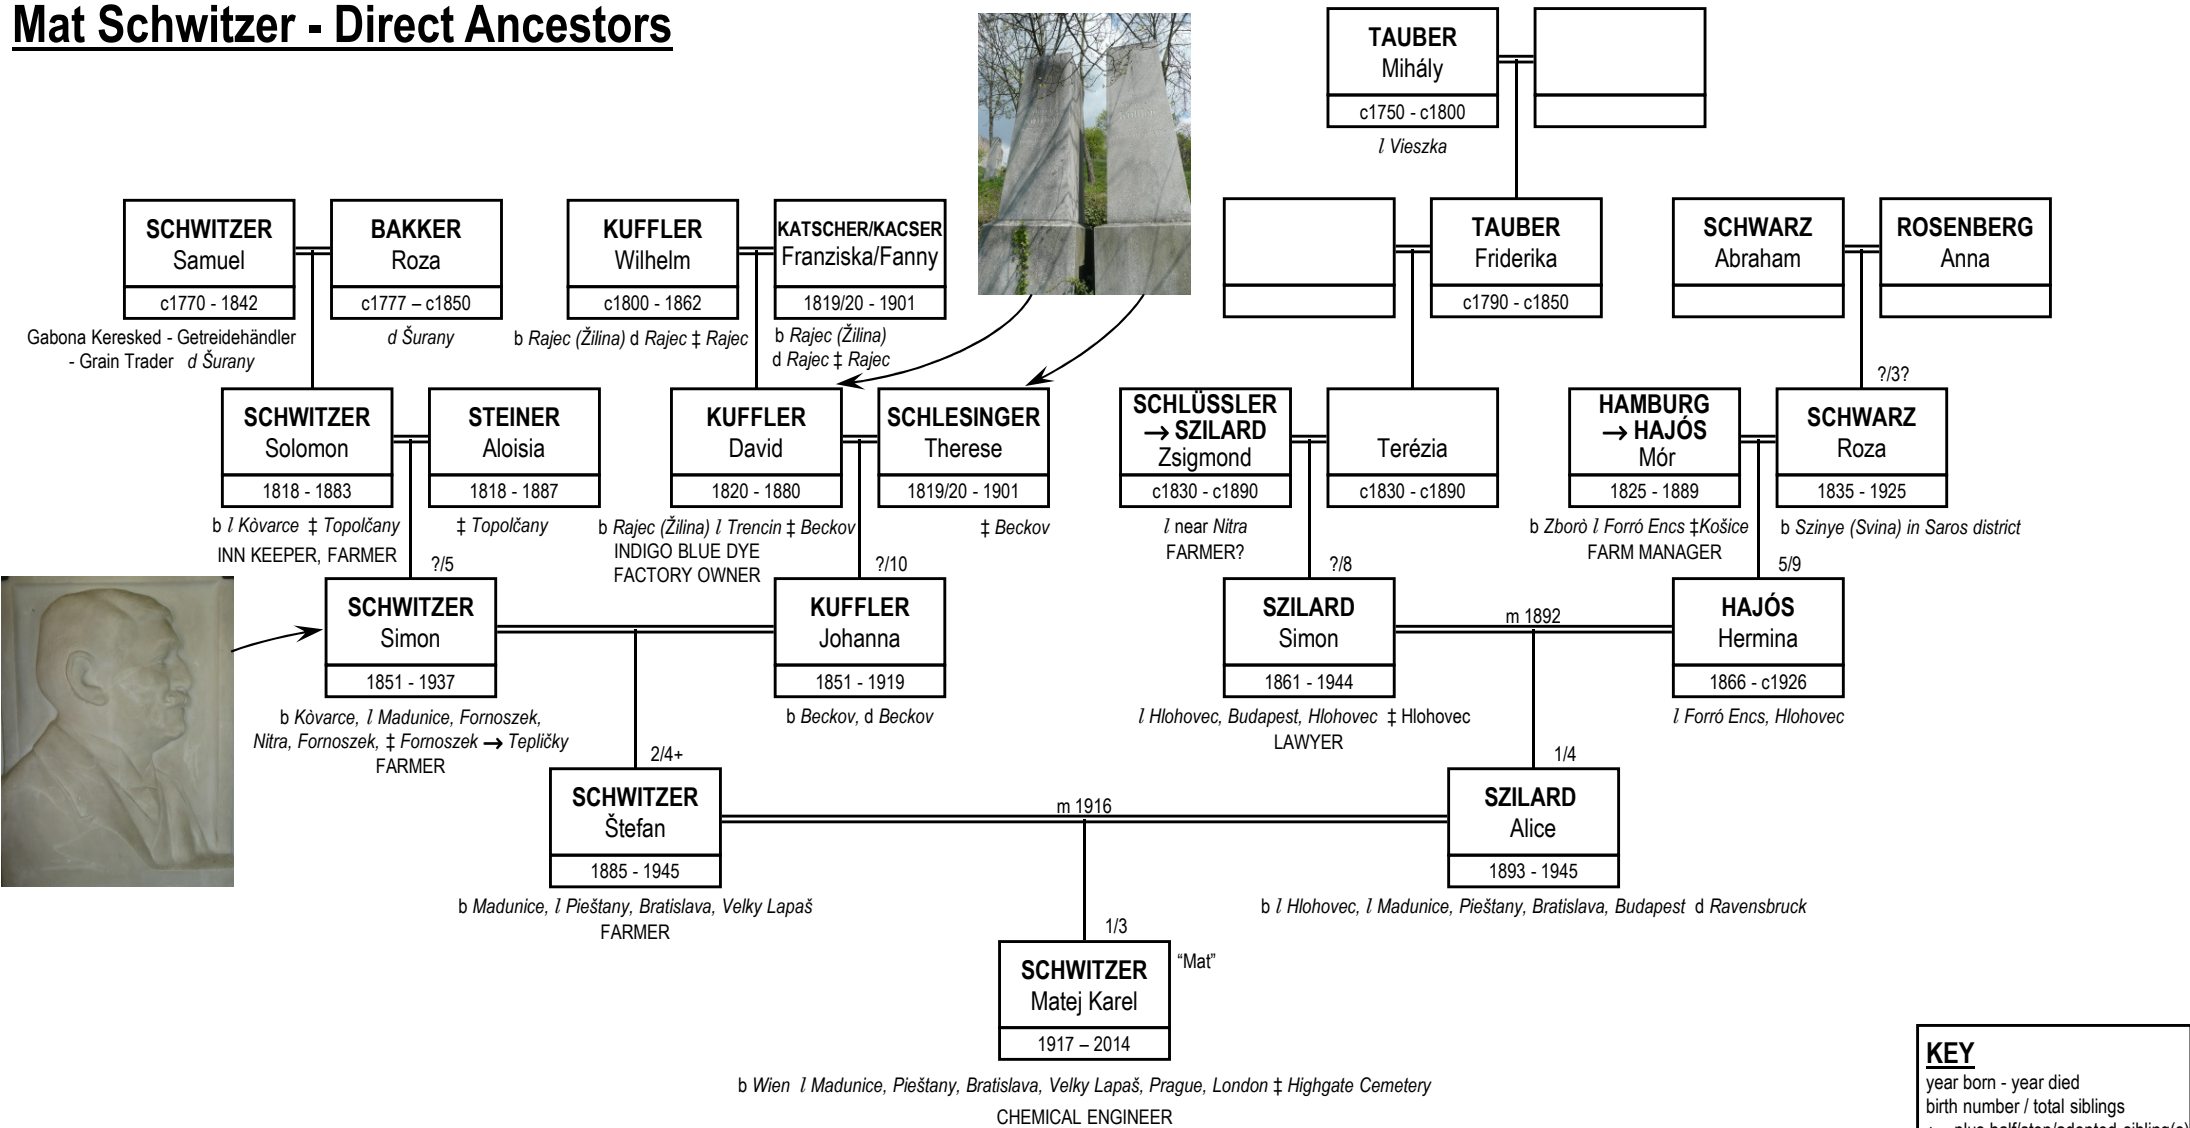 Mat Schwitzer - Direct Ancestors
TAUBER
Mihály
c1750 - c1800
l Vieszka
SCHWITZER
Samuel
c1770 - 1842
Gabona Keresked - Getreidehändler
- Grain Trader d Šurany
BAKKER
Roza
c1777 – c1850
d Šurany
KUFFLER
Wilhelm
c1800 - 1862
b Rajec (Žilina) d Rajec ‡ Rajec
KATSCHER/KACSER
Franziska/Fanny
1819/20 - 1901
b Rajec (Žilina)
d Rajec ‡ Rajec
TAUBER
Friderika
c1790 - c1850
SCHWARZ
Abraham
ROSENBERG
Anna
SCHWITZER
Solomon
1818 - 1883
b l Kòvarce ‡ Topolčany
INN KEEPER, FARMER
STEINER
Aloisia
1818 - 1887
‡ Topolčany
KUFFLER
David
1820 - 1880
b Rajec (Žilina) l Trencin ‡ Beckov
INDIGO BLUE DYE
FACTORY OWNER
SCHLESINGER
Therese
1819/20 - 1901
‡ Beckov
SCHLÜSSLER
→ SZILARD
Zsigmond
c1830 - c1890
l near Nitra
FARMER?
Terézia
c1830 - c1890
HAMBURG
→ HAJÓS
Mór
1825 - 1889
b Zborò l Forró Encs ‡Košice
FARM MANAGER
?/3?
SCHWARZ
Roza
1835 - 1925
b Szinye (Svina) in Saros district
?/5
SCHWITZER
Simon
1851 - 1937
b Kòvarce, l Madunice, Fornoszek,
Nitra, Fornoszek, ‡ Fornoszek → Tepličky
FARMER
?/10
KUFFLER
Johanna
1851 - 1919
b Beckov, d Beckov
?/8
SZILARD
Simon
1861 - 1944
l Hlohovec, Budapest, Hlohovec ‡ Hlohovec
LAWYER
m 1892
5/9
HAJÓS
Hermina
1866 - c1926
l Forró Encs, Hlohovec
2/4+
SCHWITZER
Štefan
1885 - 1945
b Madunice, l Pieštany, Bratislava, Velky Lapaš
FARMER
m 1916
1/4
SZILARD
Alice
1893 - 1945
b l Hlohovec, l Madunice, Pieštany, Bratislava, Budapest d Ravensbruck
1/3
SCHWITZER
Matej Karel
1917 – 2014
“Mat”
b Wien l Madunice, Pieštany, Bratislava, Velky Lapaš, Prague, London ‡ Highgate Cemetery
CHEMICAL ENGINEER
KEY
year born - year died
birth number / total siblings